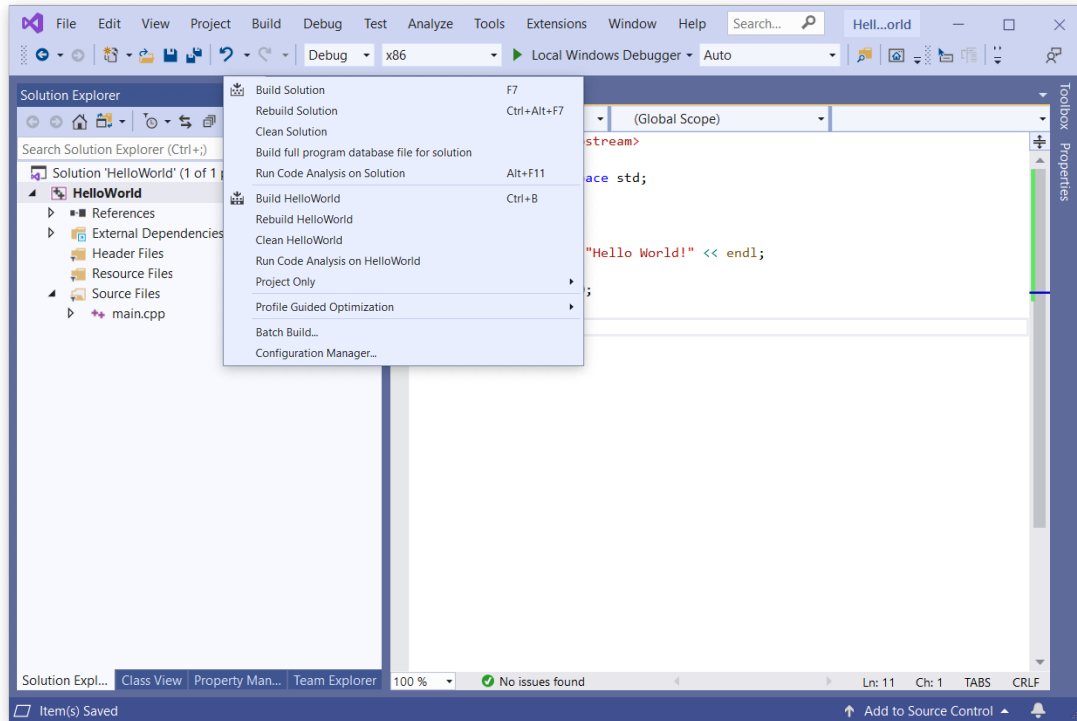 File Edit View Project Build Debug Test Analyze Tools Extensions Window Help Search... Hell...orld
Debug x86 Local Windows Debugger Auto
Solution Explorer
Search Solution Explorer (Ctrl+;)
Solution 'HelloWorld' (1 of 1
HelloWorld
References
External Dependencies
Header Files
Resource Files
Source Files
main.cpp
Build Solution F7
Rebuild Solution Ctrl+Alt+F7
Clean Solution
Build full program database file for solution
Run Code Analysis on Solution Alt+F11
Build HelloWorld Ctrl+B
Rebuild HelloWorld
Clean HelloWorld
Run Code Analysis on HelloWorld
Project Only
Profile Guided Optimization
Batch Build...
Configuration Manager...
(Global Scope)
stream>
ace std;
"Hello World!" << endl;
;
Toolbox
Properties
Solution Expl... Class View Property Man... Team Explorer
100 % No issues found Ln: 11 Ch: 1 TABS CRLF
Item(s) Saved Add to Source Control